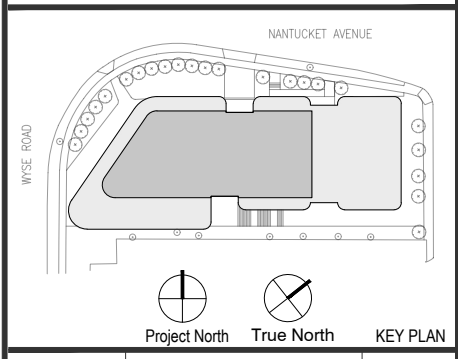 NANTUCKET AVENUE
WYSE ROAD
Project North
True North
KEY PLAN